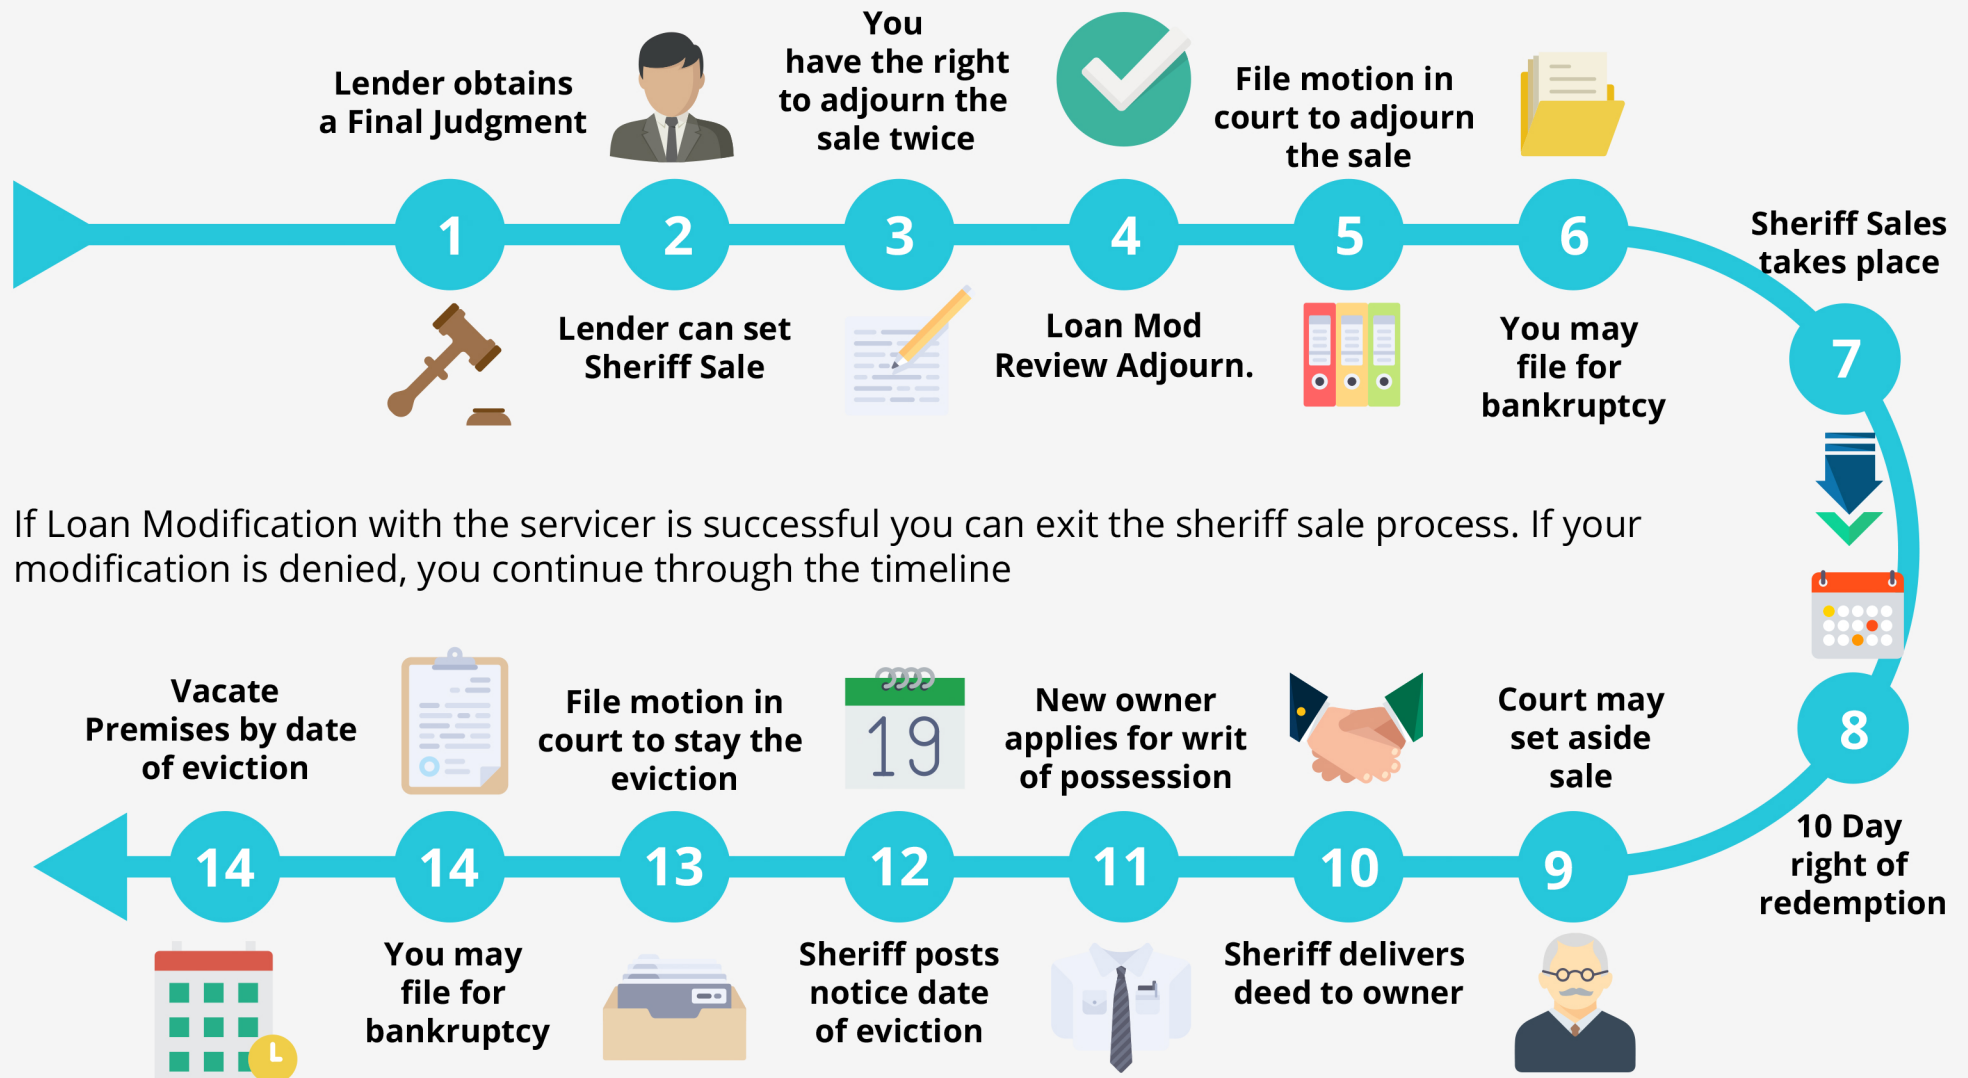 Lender obtains
a Final Judgment
1
2
Lender can set
Sheriff Sale
You
have the right
to adjourn the
sale twice
3
4
Loan Mod
Review Adjourn.
File motion in
court to adjourn
the sale
5
6
You may
file for
bankruptcy
Sheriff Sales
takes place
7
If Loan Modification with the servicer is successful you can exit the sheriff sale process. If your
modification is denied, you continue through the timeline
8
10 Day
right of
redemption
Court may
set aside
sale
9
10
Sheriff delivers
deed to owner
New owner
applies for writ
of possession
11
19
12
Sheriff posts
notice date
of eviction
File motion in
court to stay the
eviction
13
14
You may
file for
bankruptcy
Vacate
Premises by date
of eviction
14